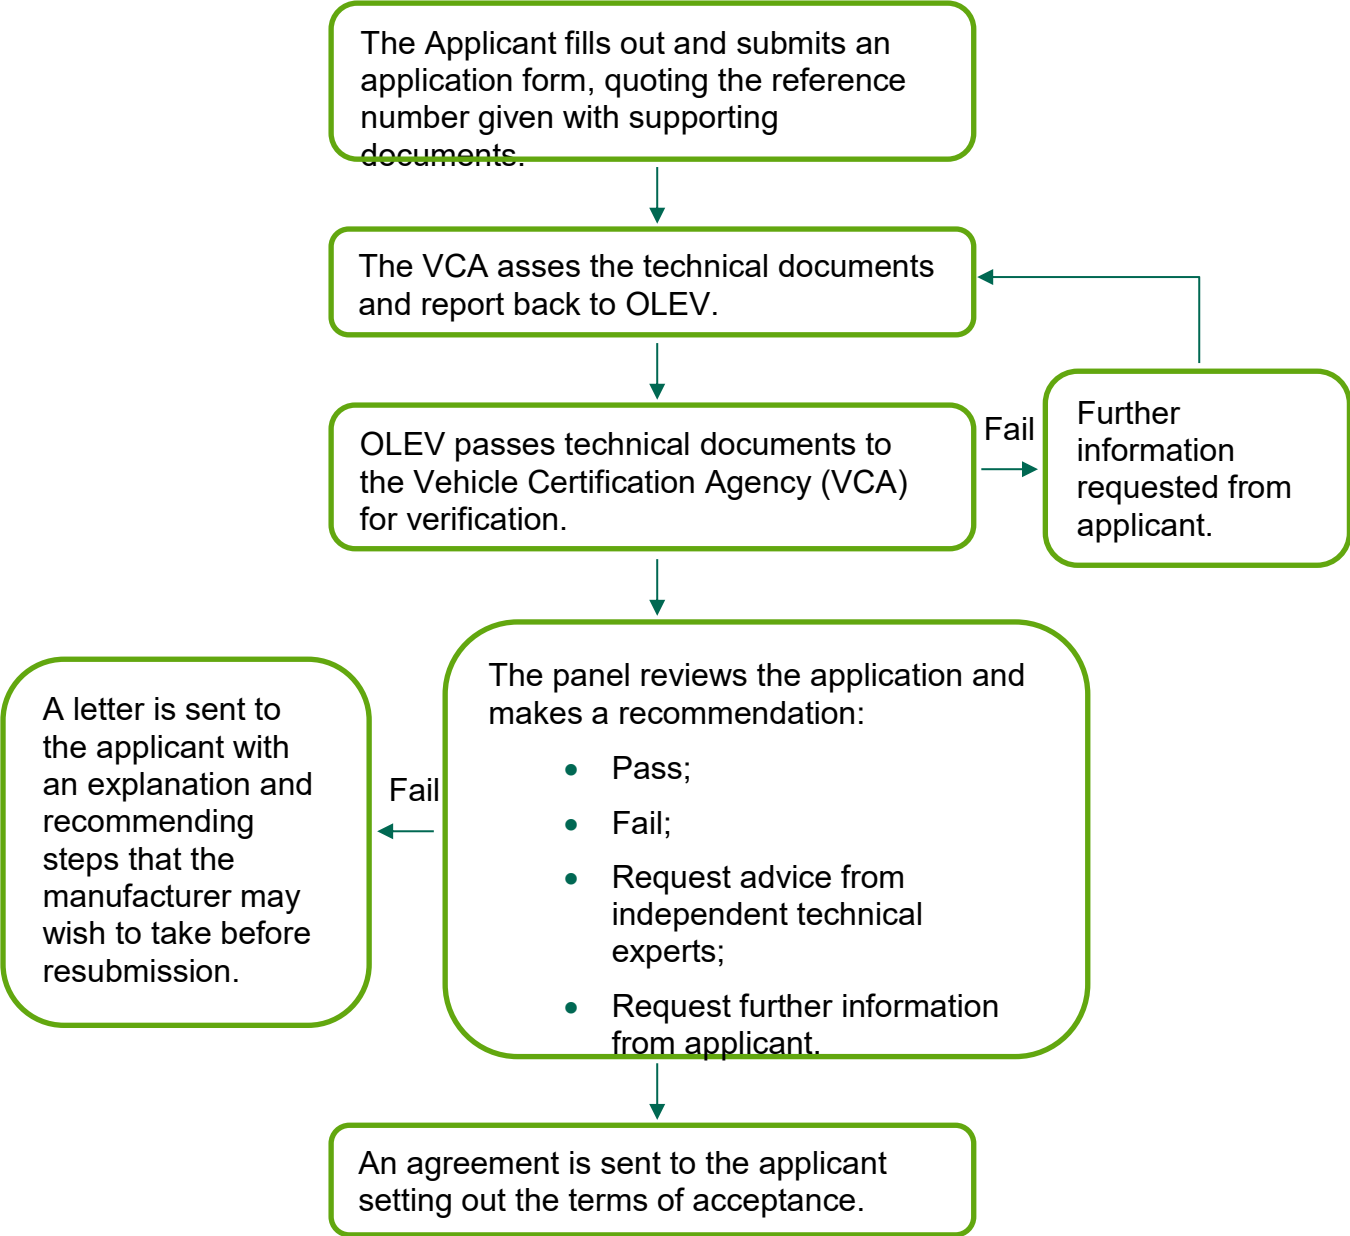 The Applicant fills out and submits an
application form, quoting the reference
number given with supporting
documents.
The VCA asses the technical documents
and report back to OLEV.
OLEV passes technical documents to
the Vehicle Certification Agency (VCA)
for verification.
Fail
Further
information
requested from
applicant.
The panel reviews the application and
makes a recommendation:
• Pass;
• Fail;
• Request advice from
independent technical
experts;
• Request further information
from applicant.
Fail
A letter is sent to
the applicant with
an explanation and
recommending
steps that the
manufacturer may
wish to take before
resubmission.
An agreement is sent to the applicant
setting out the terms of acceptance.